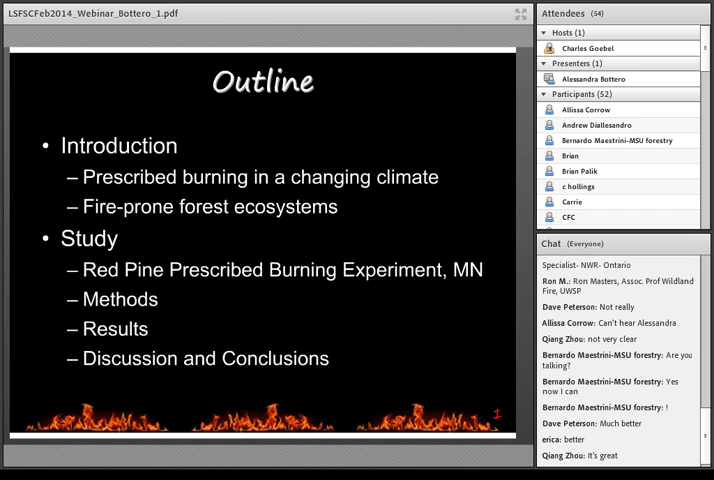 LSFSCFeb2014_Webinar_Bottero_1.pdf
Outline
• Introduction
– Prescribed burning in a changing climate
– Fire-prone forest ecosystems
• Study
– Red Pine Prescribed Burning Experiment, MN
– Methods
– Results
– Discussion and Conclusions
1
Attendees (54)
Hosts (1)
Charles Goebel
Presenters (1)
Alessandra Bottero
Participants (52)
Allissa Corrow
Andrew Diallesandro
Bernardo Maestrini-MSU forestry
Brian
Brian Palik
c hollings
Carrie
CFC
Chat (Everyone)
Specialist- NWR- Ontario
Ron M.: Ron Masters, Assoc. Prof Wildland
Fire, UWSP
Dave Peterson: Not really
Allissa Corrow: Can't hear Alessandra
Qiang Zhou: not very clear
Bernardo Maestrini-MSU forestry: Are you
talking?
Bernardo Maestrini-MSU forestry: Yes
now I can
Bernardo Maestrini-MSU forestry: !
Dave Peterson: Much better
erica: better
Qiang Zhou: It's great